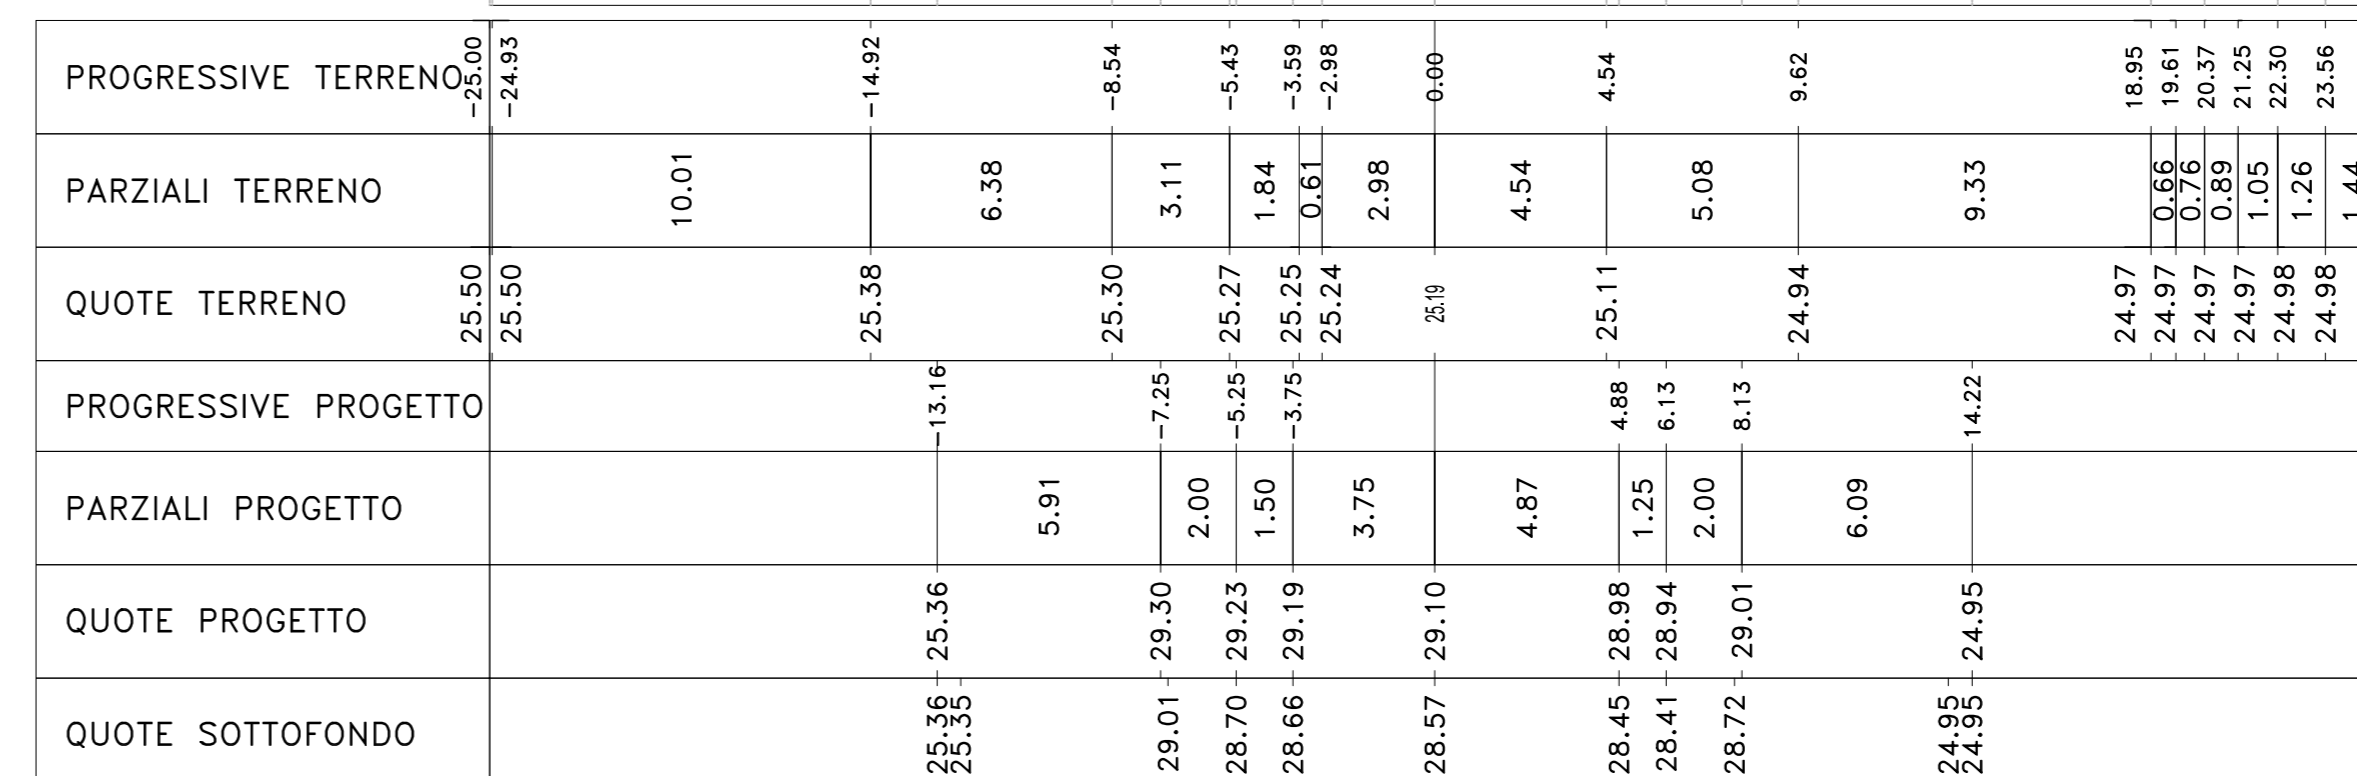 PROGRESSIVE TERRENO -25.00 -24.93 -14.92 -8.54 -5.43 -3.59 -2.98 0.00 4.54 9.62 18.95 19.61 20.37 21.25 22.30 23.56
PARZIALI TERRENO 10.01 6.38 3.11 1.84 0.61 2.98 4.54 5.08 9.33 0.66 0.76 0.89 1.05 1.26 1.44
QUOTE TERRENO 25.50 25.50 25.38 25.30 25.27 25.25 25.24 25.19 25.11 24.94 24.97 24.97 24.97 24.97 24.98 24.98
PROGRESSIVE PROGETTO -13.16 -7.25 -5.25 -3.75 4.88 6.13 8.13 14.22
PARZIALI PROGETTO 5.91 2.00 1.50 3.75 4.87 1.25 2.00 6.09
QUOTE PROGETTO 25.36 29.30 29.23 29.19 29.10 28.98 28.94 29.01 24.95
QUOTE SOTTOFONDO 25.36 25.35 29.01 28.70 28.66 28.57 28.45 28.41 28.72 24.95 24.95